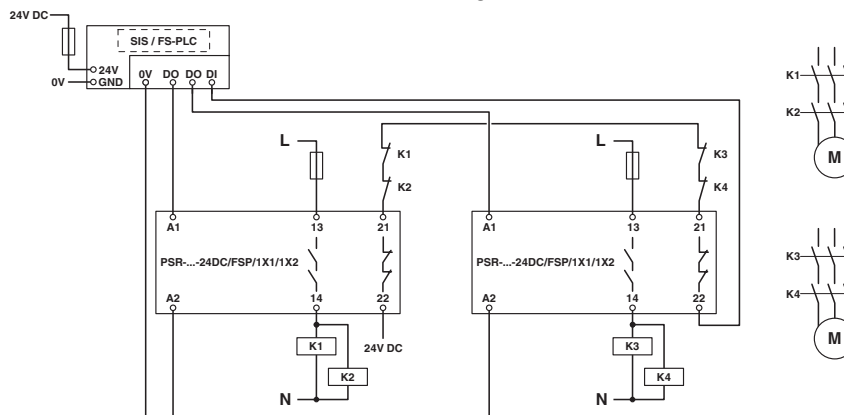 24V DC
SIS / FS-PLC
24V
0V
GND
0V DO DO DI
K1
K2
M
L
K1
K2
L
K3
K4
A1 13 21
PSR-...-24DC/FSP/1X1/1X2
A2 14 22
A1 13 21
PSR-...-24DC/FSP/1X1/1X2
A2 14 22
K3
K4
M
K1
K2
24V DC
N
K3
K4
N